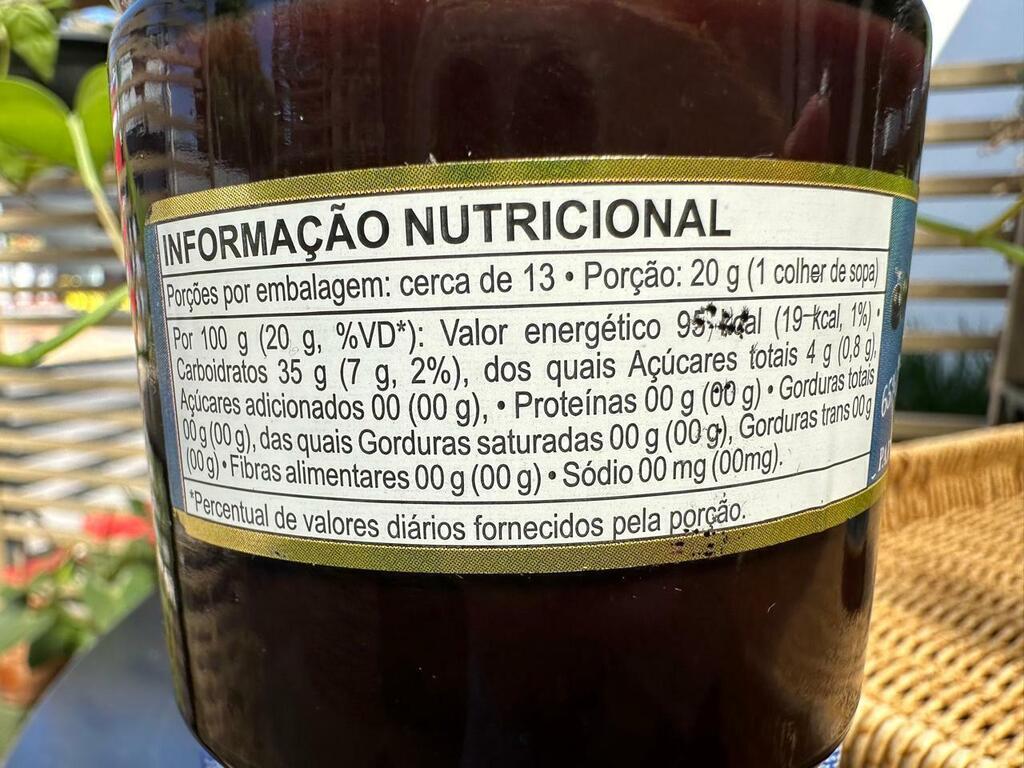 INFORMAÇÃO NUTRICIONAL
Porções por embalagem: cerca de 13 • Porção: 20 g (1 colher de sopa)
Por 100 g (20 g, %VD*): Valor energético 95 kcal (19 kcal, 1%) •
Carboidratos 35 g (7 g, 2%), dos quais Açúcares totais 4 g (0,8 g),
Açúcares adicionados 00 (00 g), • Proteínas 00 g (00 g) • Gorduras totais
00 g (00 g), das quais Gorduras saturadas 00 g (00 g), Gorduras trans 00 g
(00 g) • Fibras alimentares 00 g (00 g) • Sódio 00 mg (00mg).
*Percentual de valores diários fornecidos pela porção.